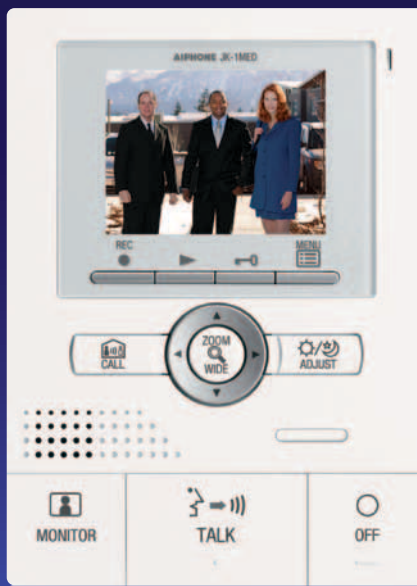 AIPHONE JK-1MED
REC
MENU
CALL
ZOOM
WIDE
ADJUST
MONITOR
TALK
OFF